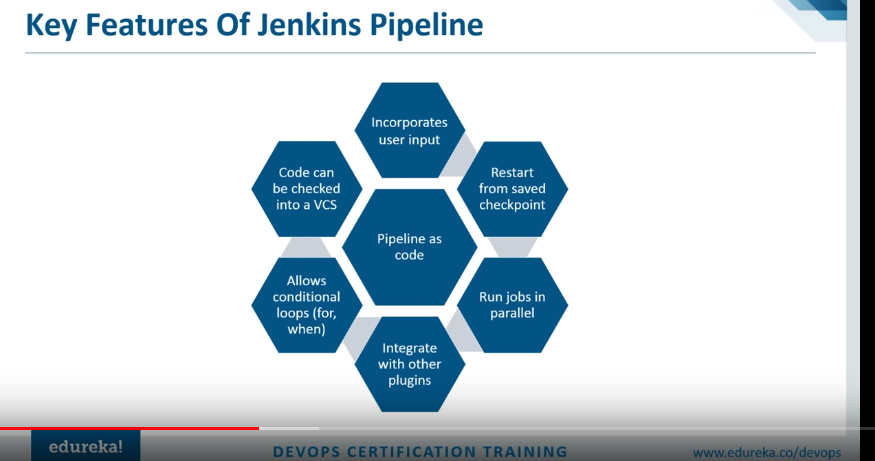 Key Features Of Jenkins Pipeline
Incorporates
user input
Code can
be checked
into a VCS
Restart
from saved
checkpoint
Pipeline as
code
Allows
conditional
loops (for,
when)
Run jobs in
parallel
Integrate
with other
plugins
edureka!
DEVOPS CERTIFICATION TRAINING
www.edureka.co/devops